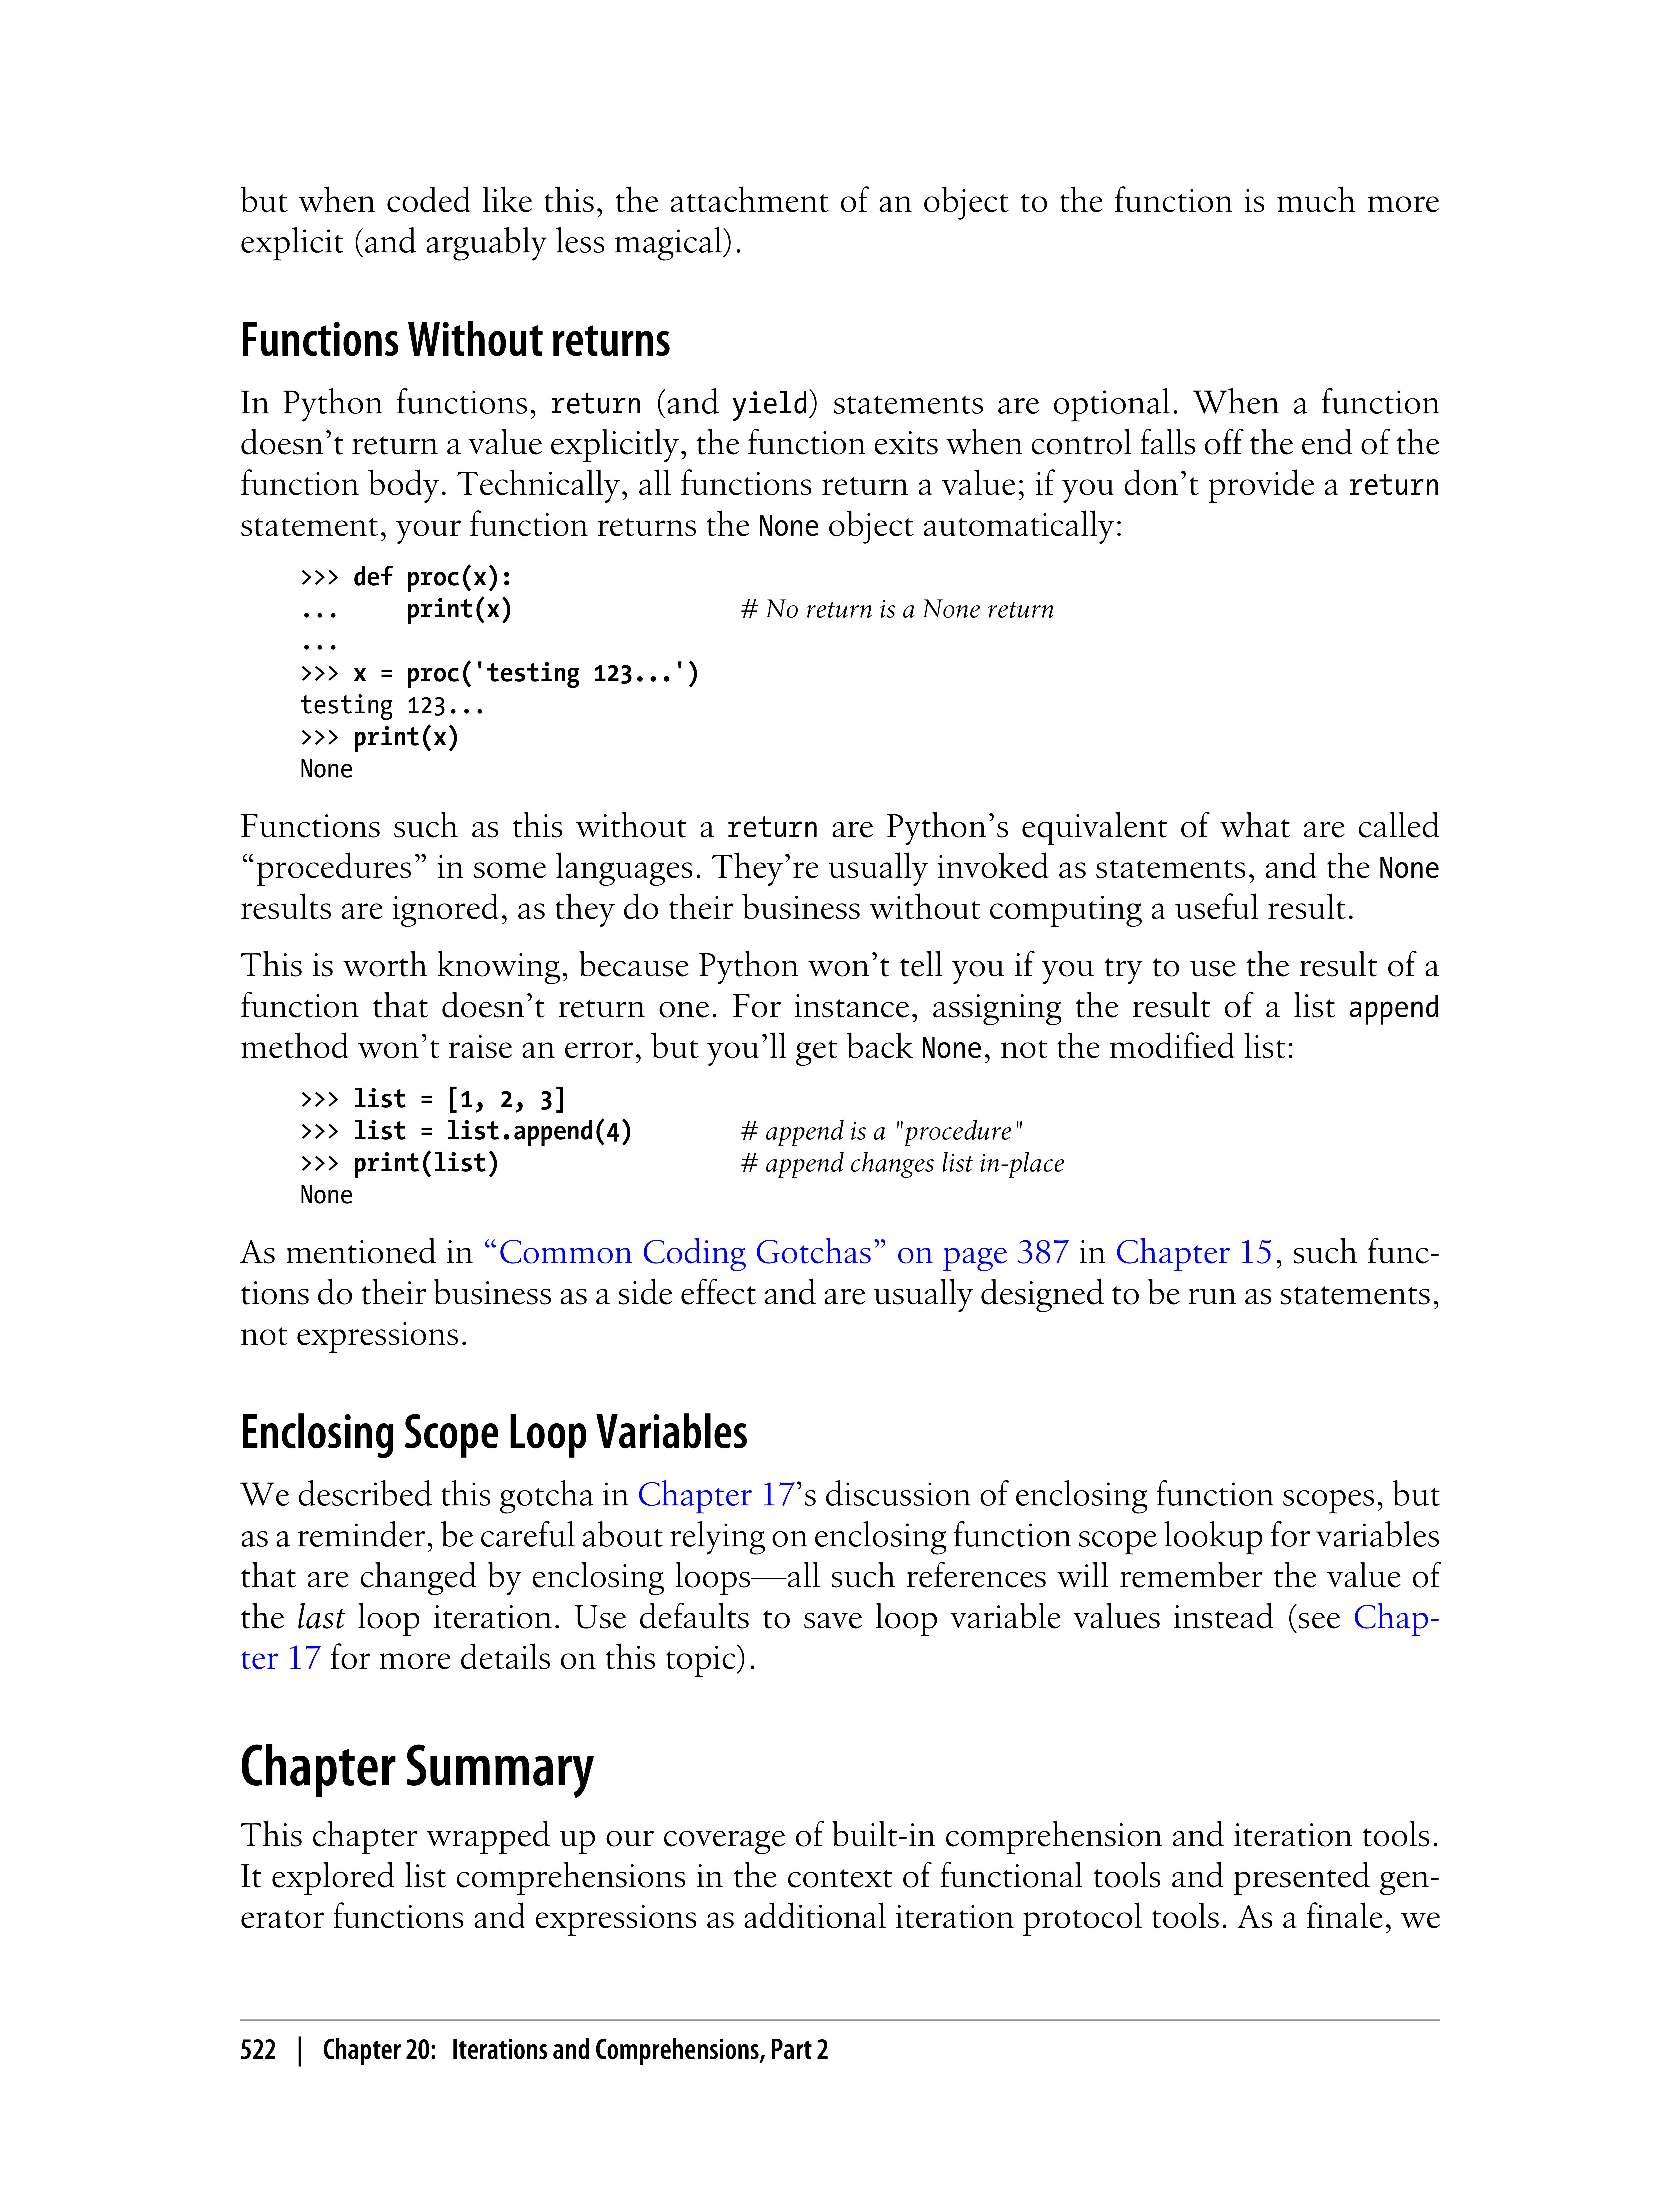 but when coded like this, the attachment of an object to the function is much more
explicit (and arguably less magical).
Functions Without returns
In Python functions, return (and yield) statements are optional. When a function
doesn’t return a value explicitly, the function exits when control falls off the end of the
function body. Technically, all functions return a value; if you don’t provide a return
statement, your function returns the None object automatically:
>>> def proc(x):
...     print(x)                 # No return is a None return
...
>>> x = proc('testing 123...')
testing 123...
>>> print(x)
None
Functions such as this without a return are Python’s equivalent of what are called
“procedures” in some languages. They’re usually invoked as statements, and the None
results are ignored, as they do their business without computing a useful result.
This is worth knowing, because Python won’t tell you if you try to use the result of a
function that doesn’t return one. For instance, assigning the result of a list append
method won’t raise an error, but you’ll get back None, not the modified list:
>>> list = [1, 2, 3]
>>> list = list.append(4)        # append is a "procedure"
>>> print(list)                  # append changes list in-place
None
As mentioned in “Common Coding Gotchas” on page 387 in Chapter 15, such func-
tions do their business as a side effect and are usually designed to be run as statements,
not expressions.
Enclosing Scope Loop Variables
We described this gotcha in Chapter 17’s discussion of enclosing function scopes, but
as a reminder, be careful about relying on enclosing function scope lookup for variables
that are changed by enclosing loops—all such references will remember the value of
the last loop iteration. Use defaults to save loop variable values instead (see Chap-
ter 17 for more details on this topic).
Chapter Summary
This chapter wrapped up our coverage of built-in comprehension and iteration tools.
It explored list comprehensions in the context of functional tools and presented gen-
erator functions and expressions as additional iteration protocol tools. As a finale, we
522 | Chapter 20: Iterations and Comprehensions, Part 2